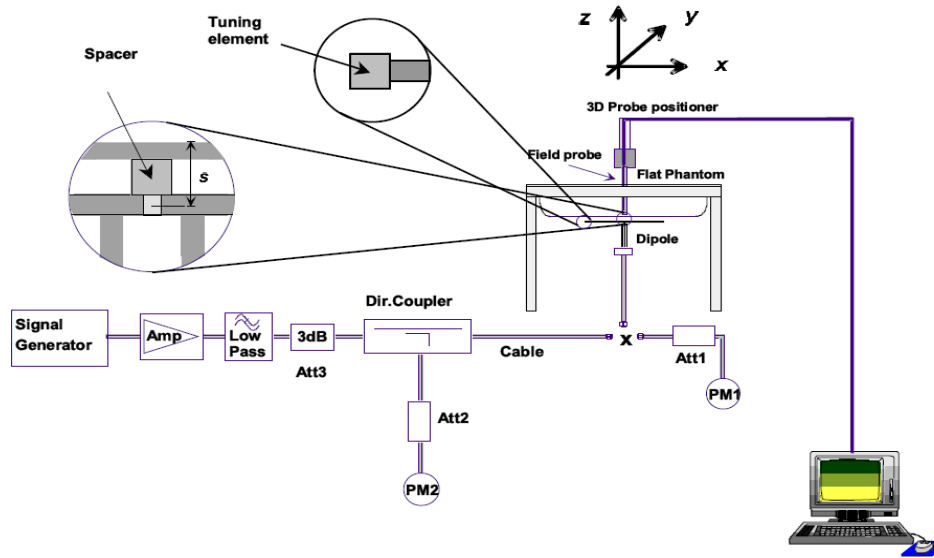 Tuning
element
Spacer
z
y
x
3D Probe positioner
Field probe
Flat Phantom
s
Dipole
Dir.Coupler
Signal
Generator
Amp
Low
Pass
3dB
Att3
Cable
x
Att1
PM1
Att2
PM2